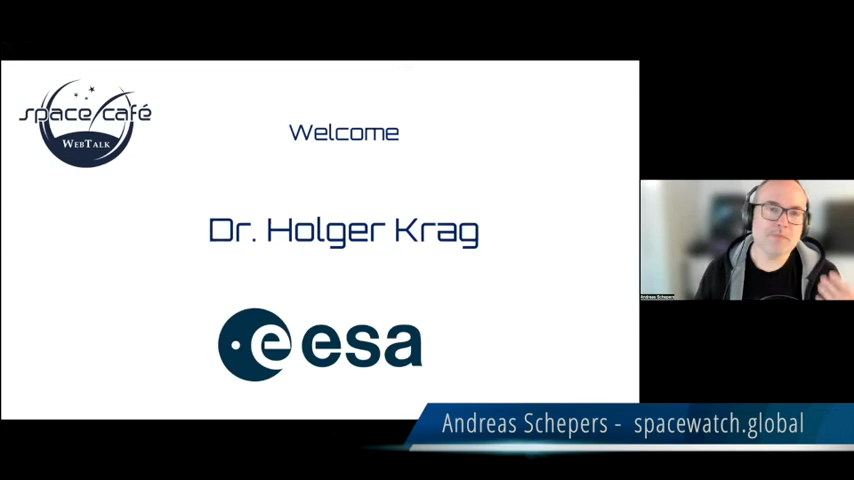 space café
WebTalk
Welcome
Dr. Holger Krag
esa
Andreas Schepers
Andreas Schepers - spacewatch.global